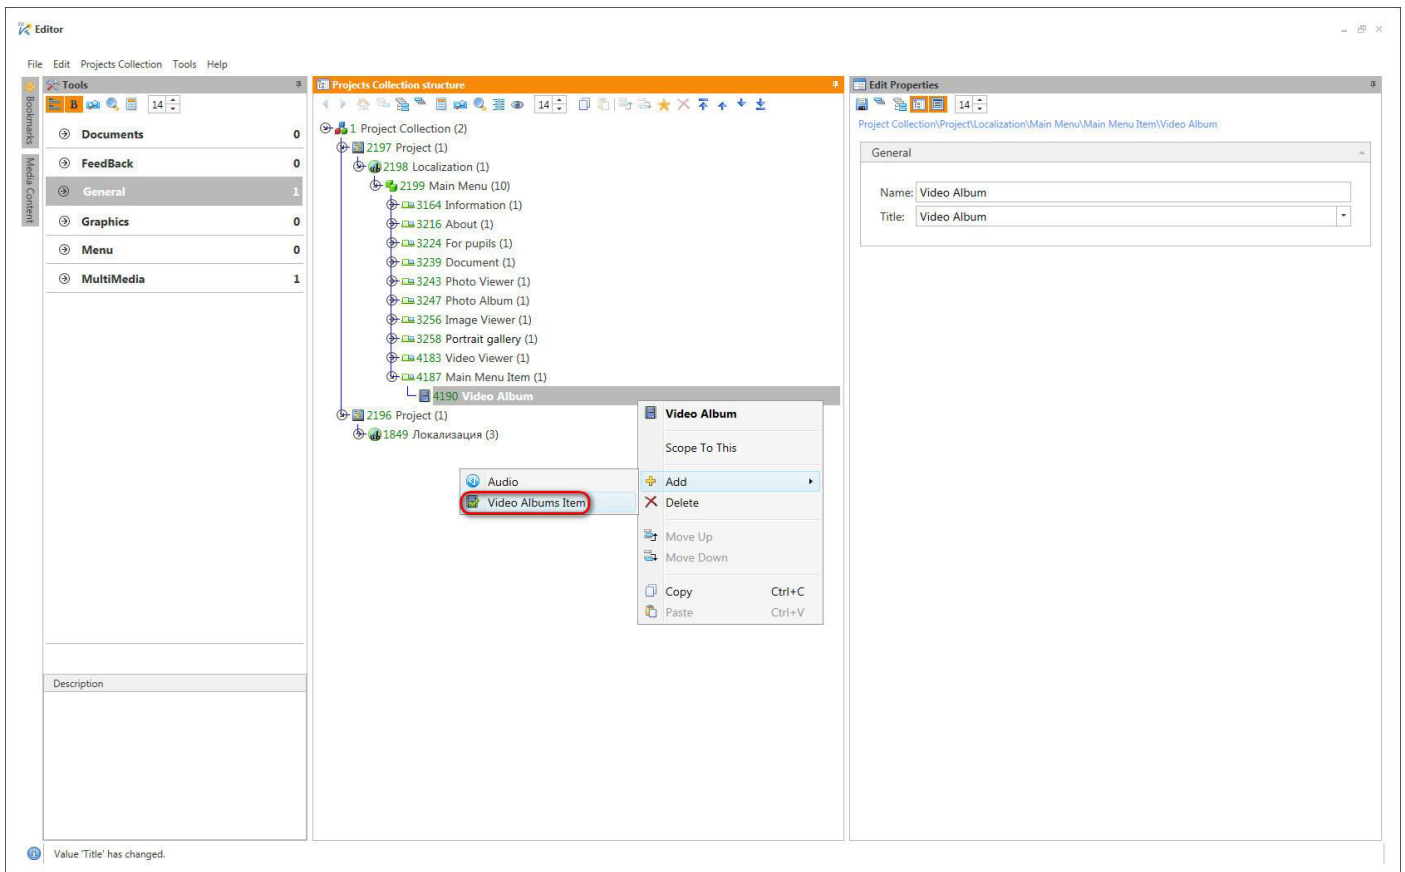 Editor
File Edit Projects Collection Tools Help
Bookmarks
Media Content
Tools
B 14
Documents 0
FeedBack 0
General 1
Graphics 0
Menu 0
MultiMedia 1
Description
Projects Collection structure
14
1 Project Collection (2)
2197 Project (1)
2198 Localization (1)
2199 Main Menu (10)
3164 Information (1)
3216 About (1)
3224 For pupils (1)
3239 Document (1)
3243 Photo Viewer (1)
3247 Photo Album (1)
3256 Image Viewer (1)
3258 Portrait gallery (1)
4183 Video Viewer (1)
4187 Main Menu Item (1)
4190 Video Album
2196 Project (1)
1849 Локализация (3)
Video Album
Scope To This
Add
Delete
Move Up
Move Down
Copy Ctrl+C
Paste Ctrl+V
Audio
Video Albums Item
Edit Properties
14
Project Collection\Project\Localization\Main Menu\Main Menu Item\Video Album
General
Name: Video Album
Title: Video Album
Value 'Title' has changed.